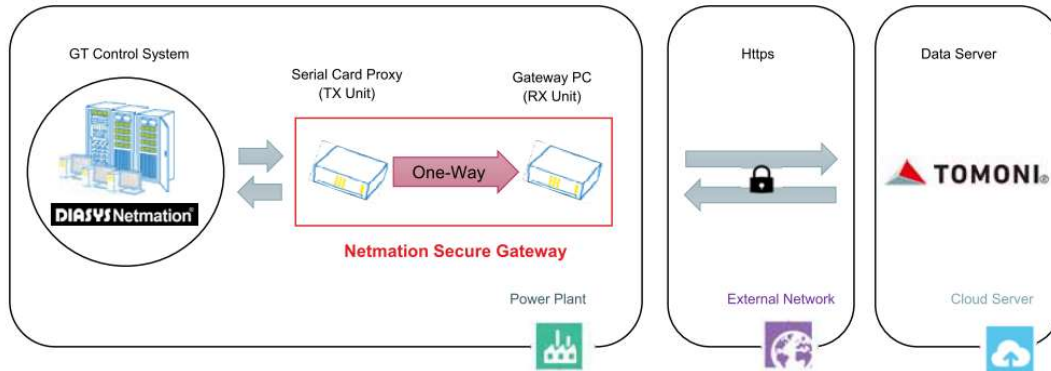 GT Control System
DIASYS Netmation®
Serial Card Proxy
(TX Unit)
Gateway PC
(RX Unit)
One-Way
Netmation Secure Gateway
Power Plant
Https
External Network
Data Server
TOMONI®
Cloud Server